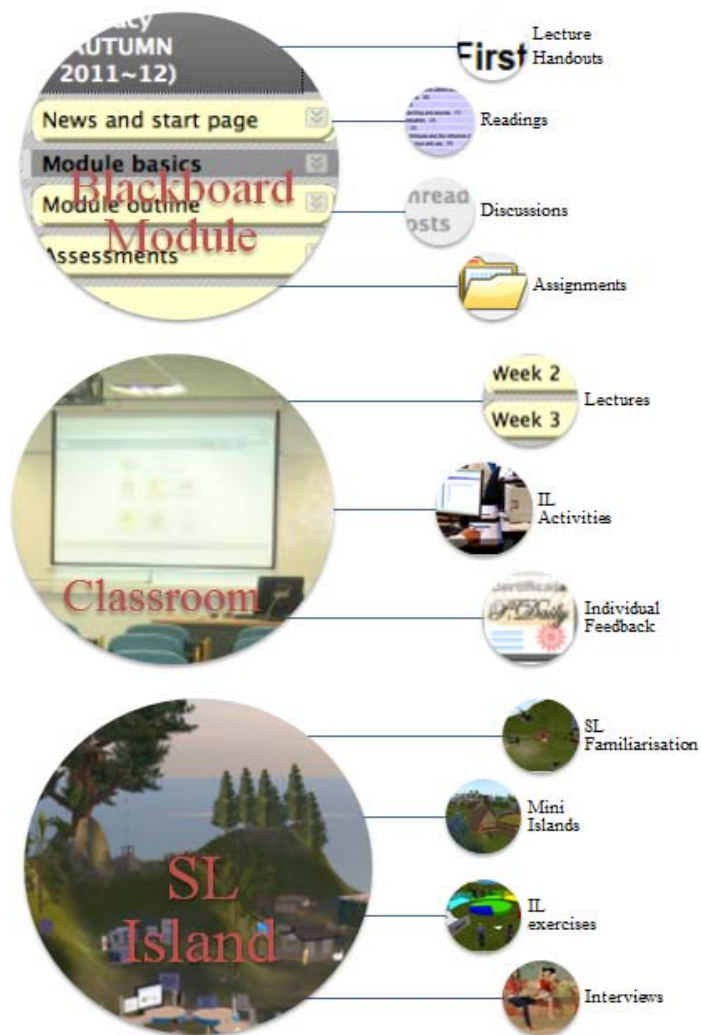 acy
AUTUMN
2011~12)
News and start page
Module basics
Module outline
Assessments
Blackboard
Module
First
Lecture
Handouts
Readings
Discussions
Assignments
Classroom
Week 2
Week 3
Lectures
IL
Activities
Individual
Feedback
SL
Island
SL
Familiarisation
Mini
Islands
IL
exercises
Interviews